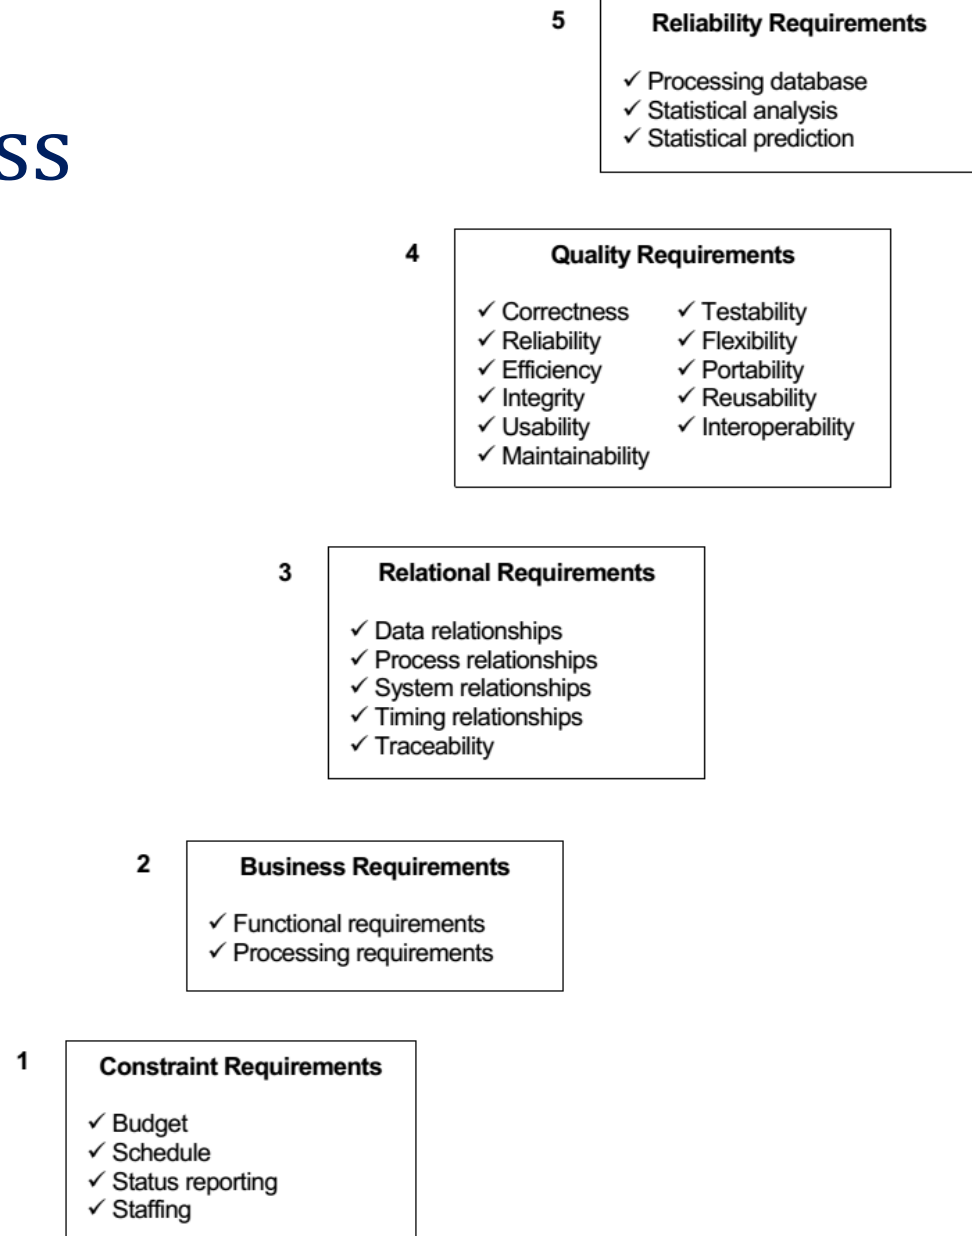 5
Reliability Requirements
✓ Processing database
✓ Statistical analysis
✓ Statistical prediction
ss
4
Quality Requirements
✓ Correctness
✓ Reliability
✓ Efficiency
✓ Integrity
✓ Usability
✓ Maintainability
✓ Testability
✓ Flexibility
✓ Portability
✓ Reusability
✓ Interoperability
3
Relational Requirements
✓ Data relationships
✓ Process relationships
✓ System relationships
✓ Timing relationships
✓ Traceability
2
Business Requirements
✓ Functional requirements
✓ Processing requirements
1
Constraint Requirements
✓ Budget
✓ Schedule
✓ Status reporting
✓ Staffing